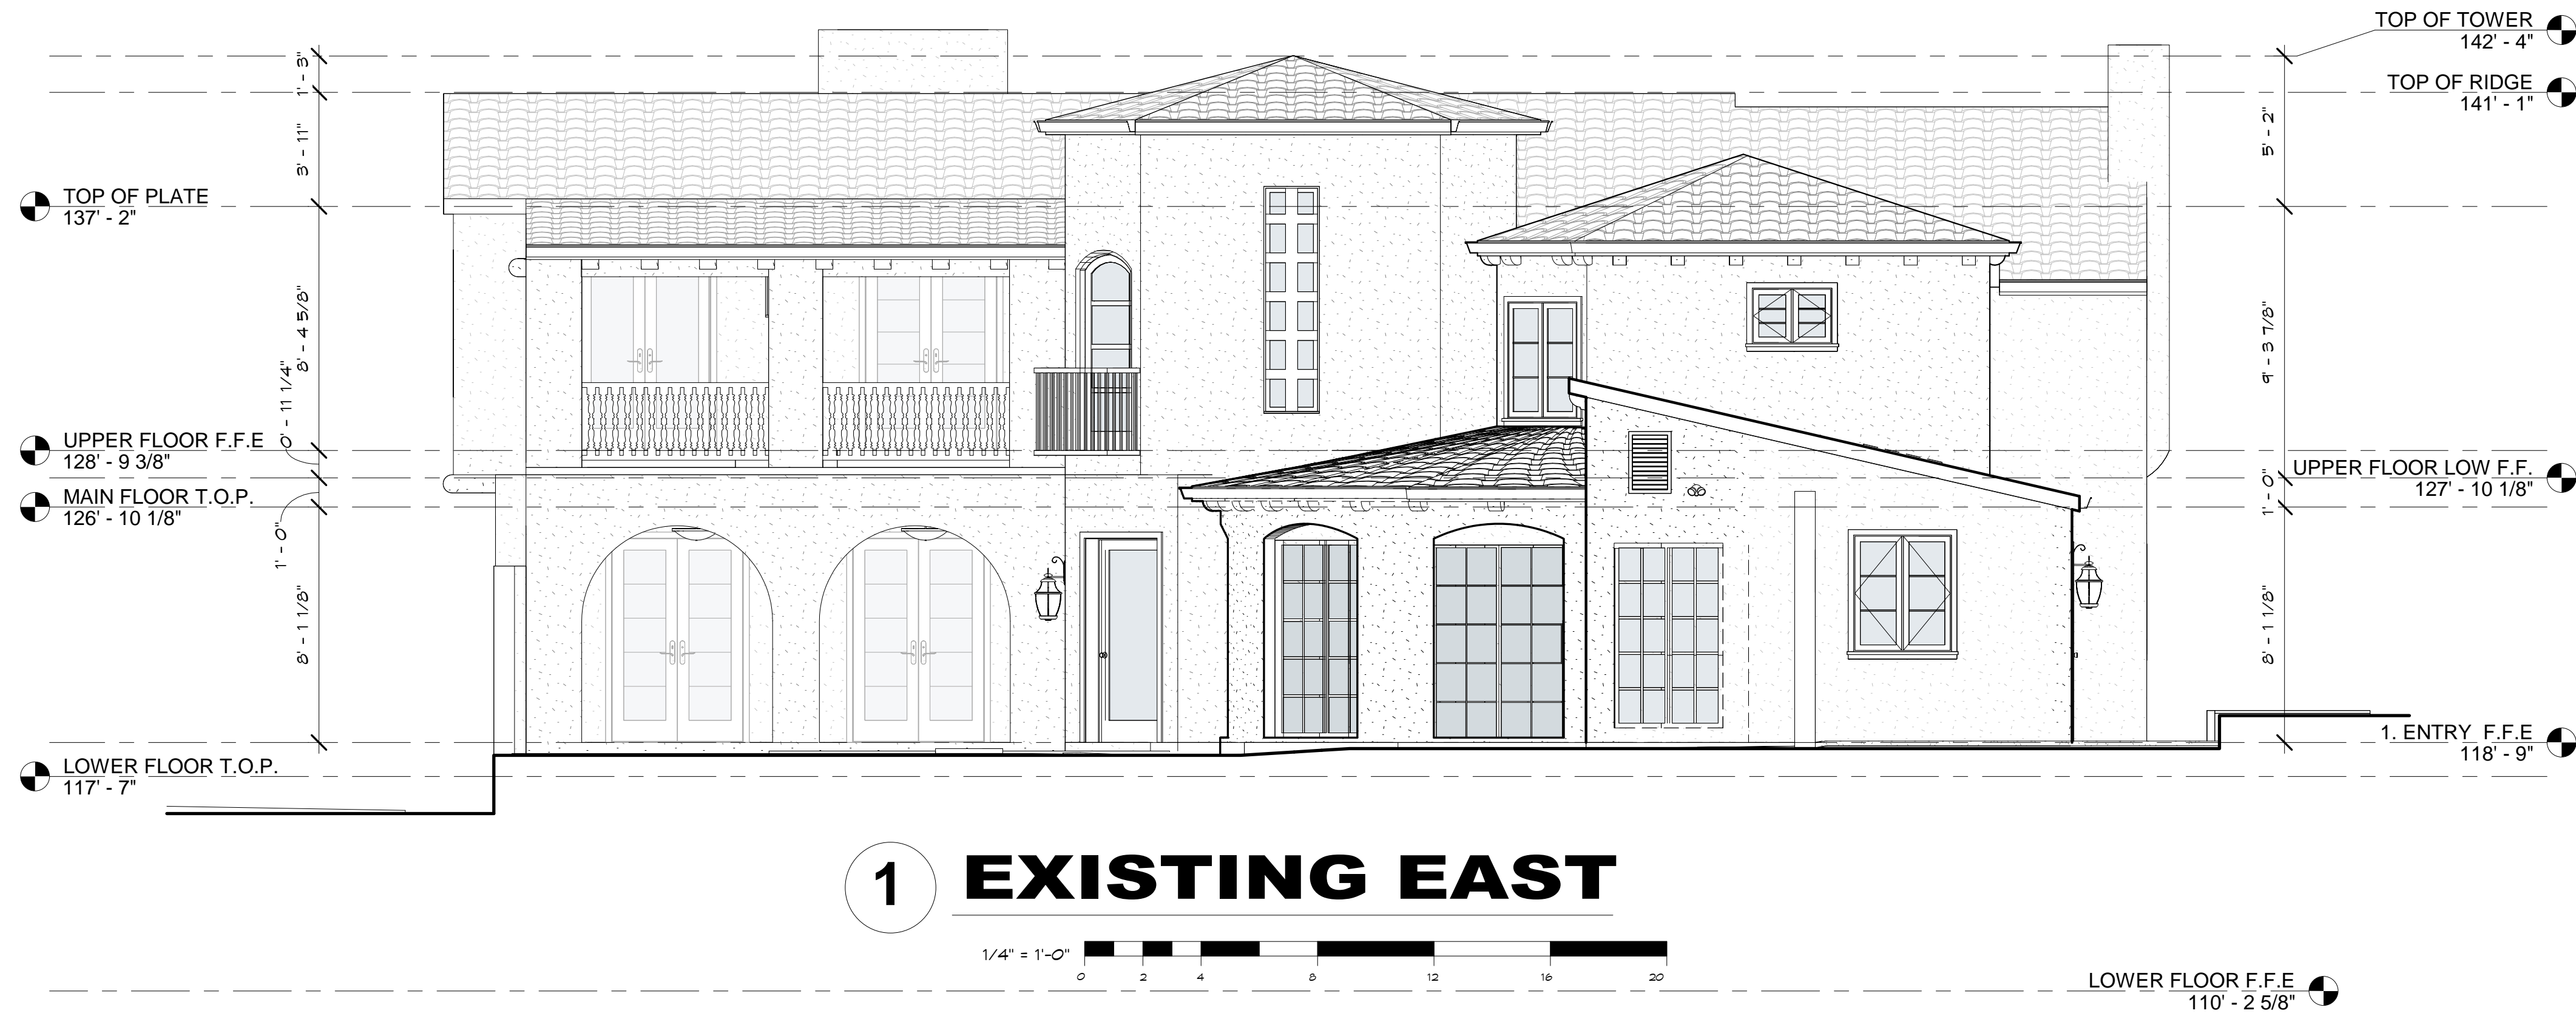 TOP OF TOWER
142' - 4"
TOP OF RIDGE
141' - 1"
1' - 3"
3' - 11"
5' - 2"
TOP OF PLATE
137' - 2"
8' - 4 5/8"
9' - 3 7/8"
0' - 11 1/4"
UPPER FLOOR F.F.E
128' - 9 3/8"
UPPER FLOOR LOW F.F.
127' - 10 1/8"
MAIN FLOOR T.O.P.
126' - 10 1/8"
1' - 0"
1' - 0"
8' - 1 1/8"
8' - 1 1/8"
1. ENTRY F.F.E
118' - 9"
LOWER FLOOR T.O.P.
117' - 7"
1 EXISTING EAST
1/4" = 1'-0"
0 2 4 8 12 16 20
LOWER FLOOR F.F.E
110' - 2 5/8"